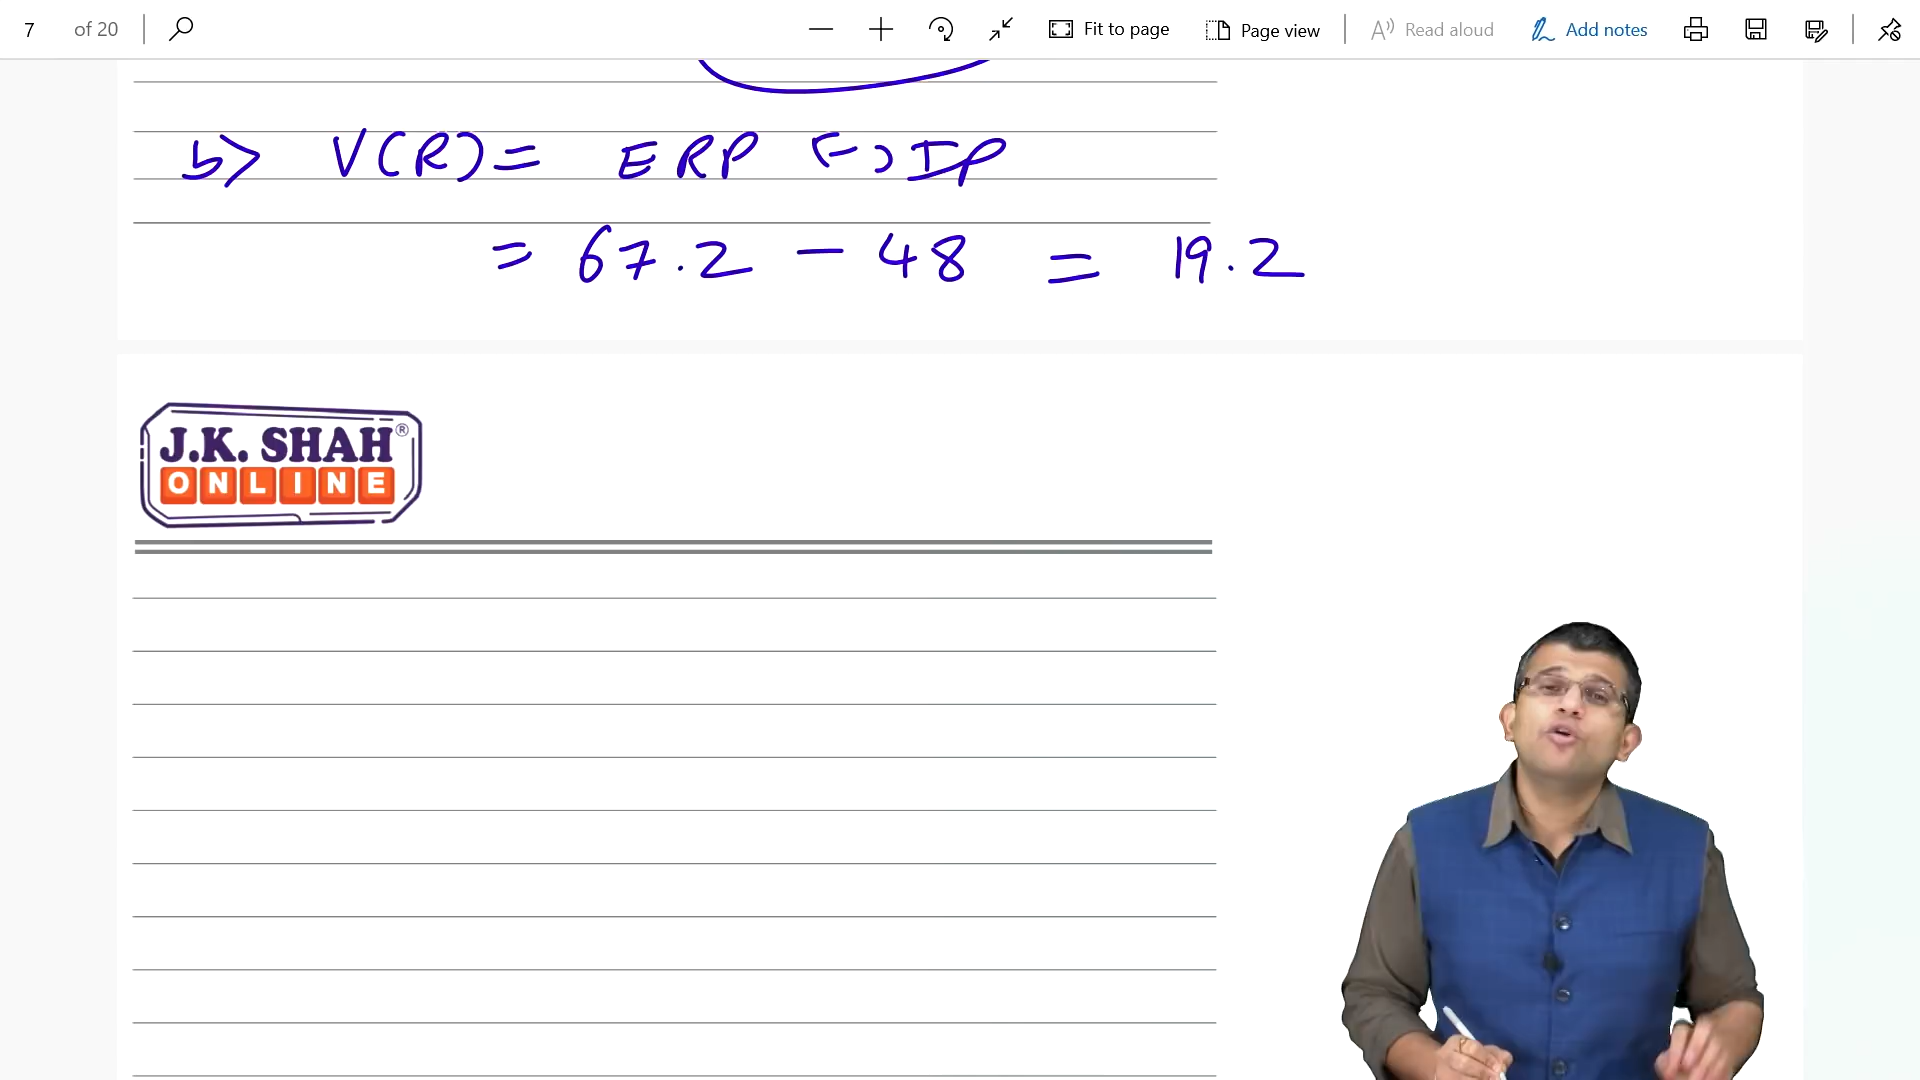 7 of 20 Fit to page Page view Read aloud Add notes
b> V(R) = ERP (-) IP
= 67.2 - 48 = 19.2
J.K. SHAH®
ONLINE